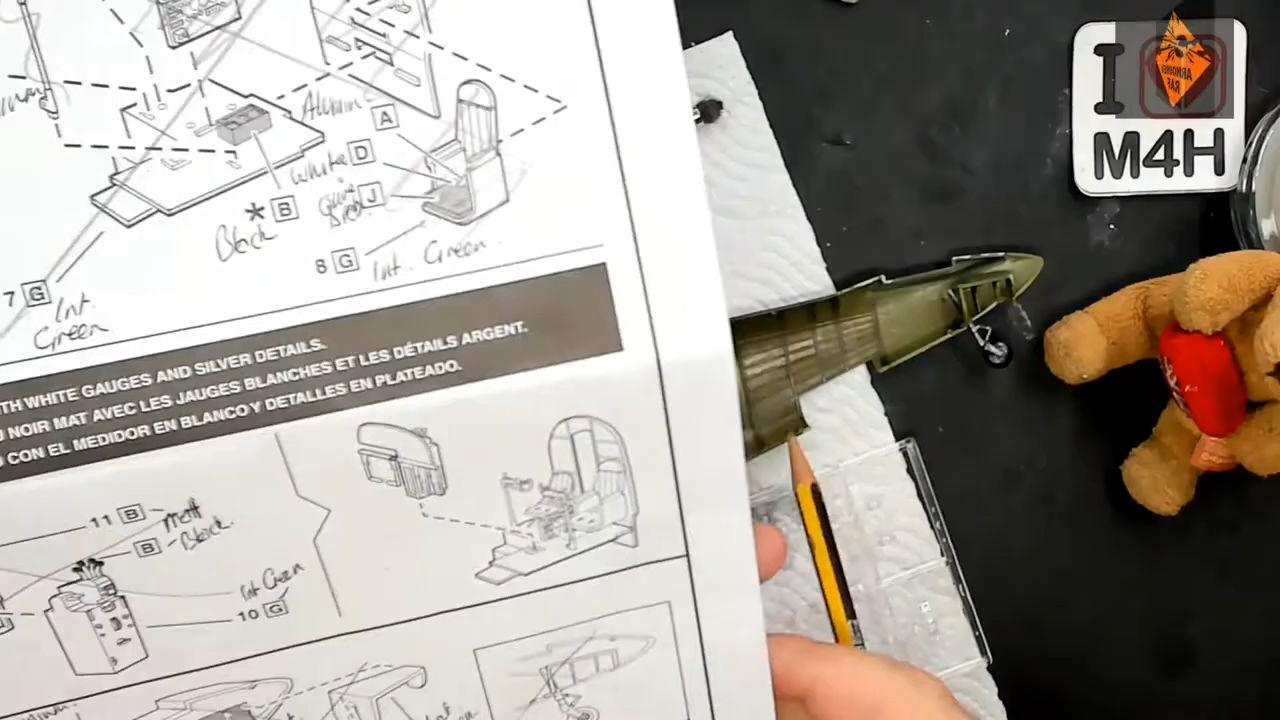 Alumin
A
White
D
J
*B
Black
8 G
Int. Green
7 G
Int.
Green
TH WHITE GAUGES AND SILVER DETAILS.
U NOIR MAT AVEC LES JAUGES BLANCHES ET LES DÉTAILS ARGENT.
O CON EL MEDIDOR EN BLANCO Y DETALLES EN PLATEADO.
11 B
Matt
B - Black.
Int Green
10 G
I
M4H